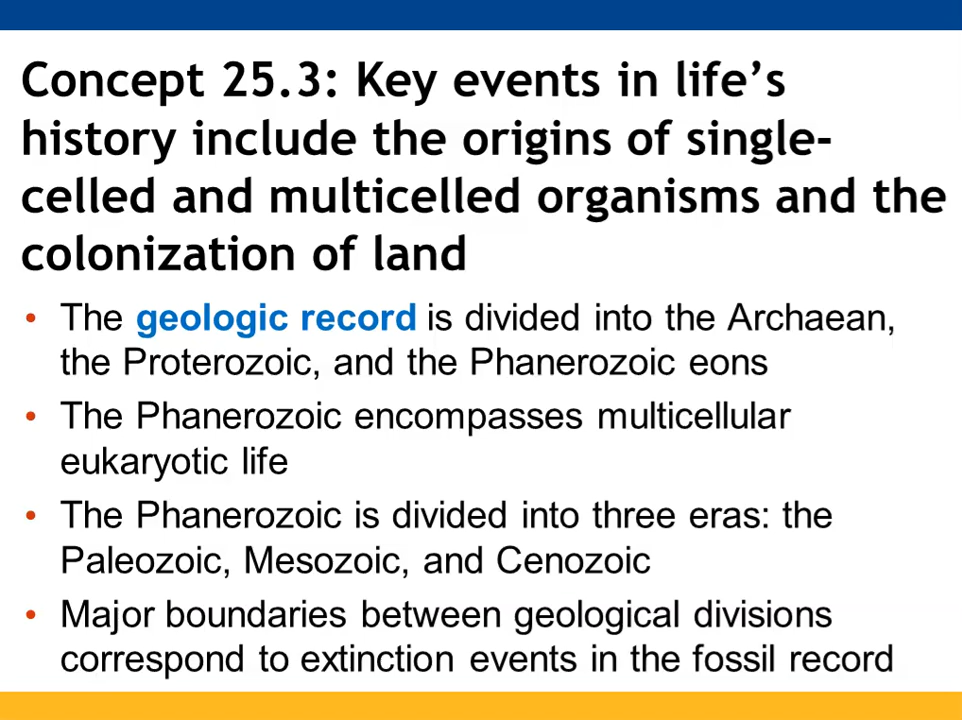 Concept 25.3: Key events in life’s
history include the origins of single-
celled and multicelled organisms and the
colonization of land
• The geologic record is divided into the Archaean,
the Proterozoic, and the Phanerozoic eons
• The Phanerozoic encompasses multicellular
eukaryotic life
• The Phanerozoic is divided into three eras: the
Paleozoic, Mesozoic, and Cenozoic
• Major boundaries between geological divisions
correspond to extinction events in the fossil record